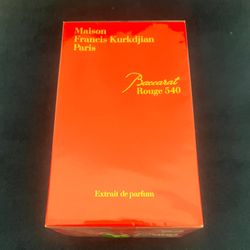 Maison
Francis Kurkdjian
Paris
Baccarat
Rouge 540
Extrait de parfum